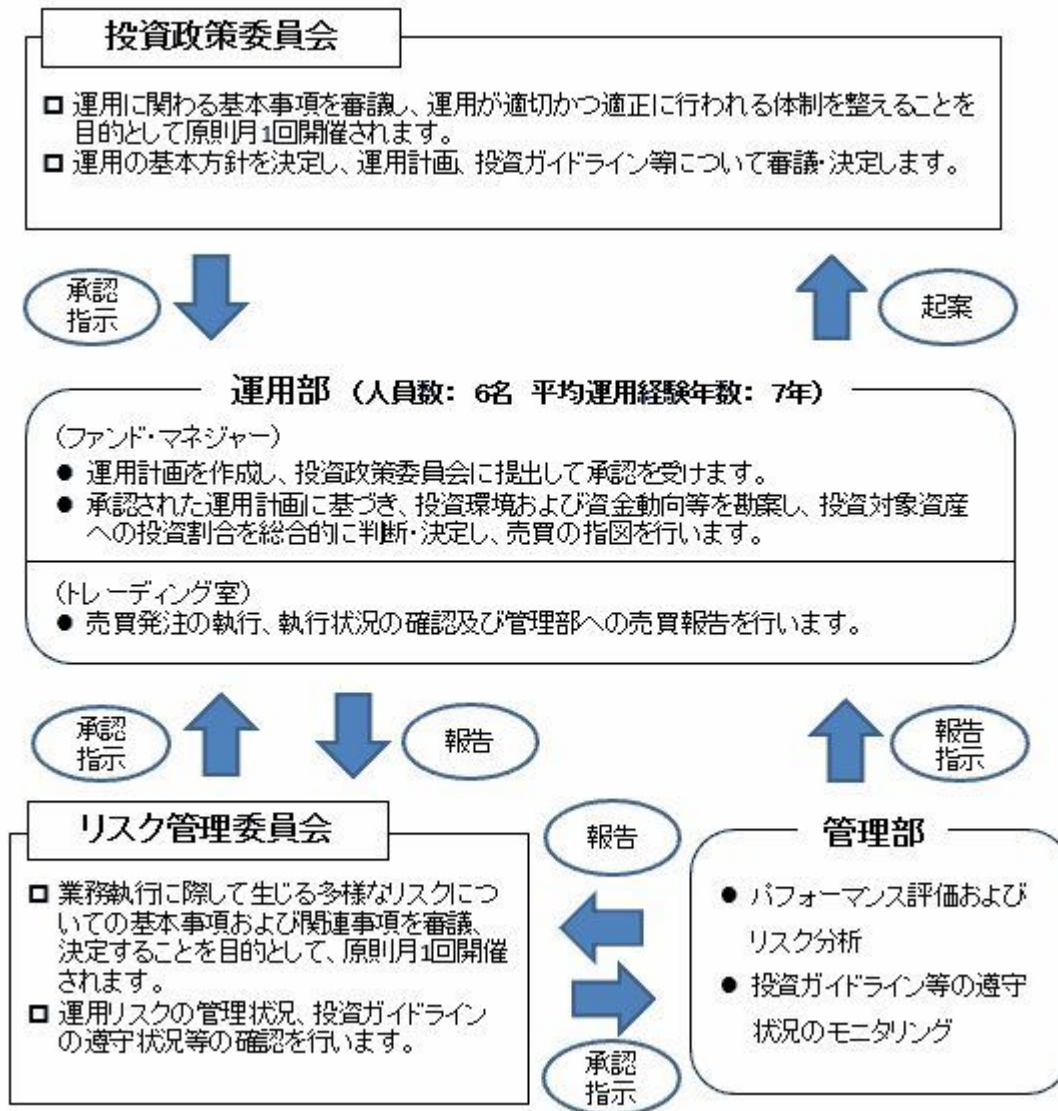 投資政策委員会
□ 運用に関わる基本事項を審議し、運用が適切かつ適正に行われる体制を整えることを
目的として原則月1回開催されます。
□ 運用の基本方針を決定し、運用計画、投資ガイドライン等について審議・決定します。
承認
指示
起案
運用部 （人員数： 6名 平均運用経験年数： 7年）
（ファンド・マネジャー）
● 運用計画を作成し、投資政策委員会に提出して承認を受けます。
● 承認された運用計画に基づき、投資環境および資金動向等を勘案し、投資対象資産
への投資割合を総合的に判断・決定し、売買の指図を行います。
（トレーディング室）
● 売買発注の執行、執行状況の確認及び管理部への売買報告を行います。
承認
指示
報告
報告
指示
リスク管理委員会
□ 業務執行に際して生じる多様なリスクにつ
いての基本事項および関連事項を審議、
決定することを目的として、原則月1回開催
されます。
□ 運用リスクの管理状況、投資ガイドライン
の遵守状況等の確認を行います。
報告
承認
指示
管理部
● パフォーマンス評価および
リスク分析
● 投資ガイドライン等の遵守
状況のモニタリング